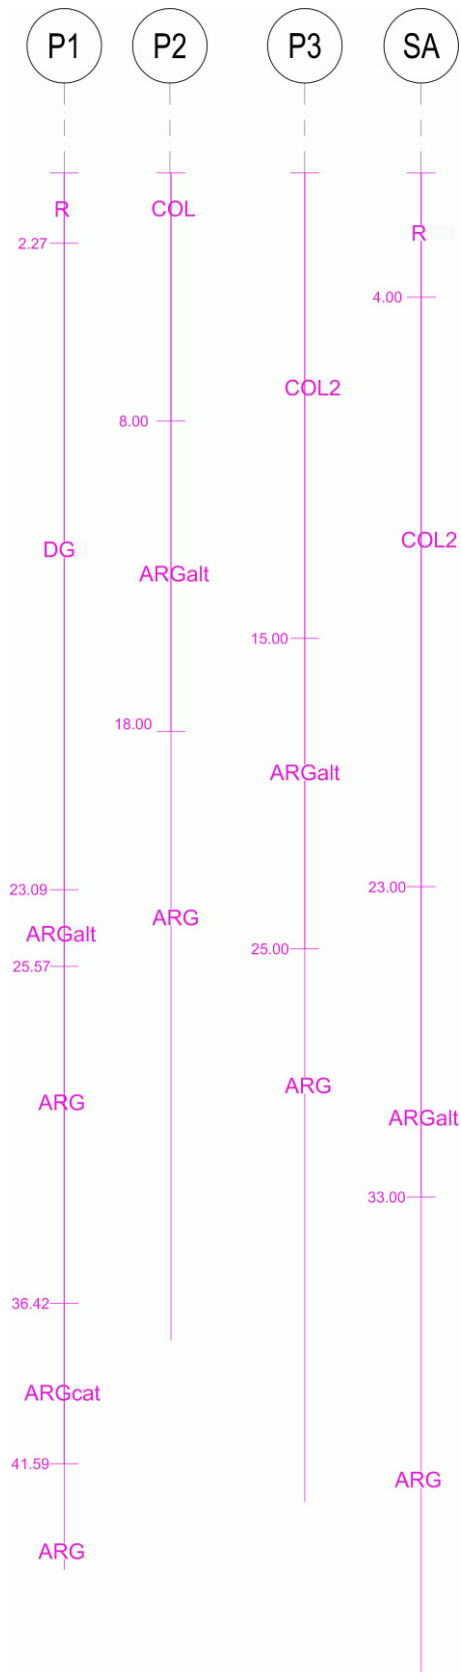 P1 P2 P3 SA
R COL
R
2.27
4.00
COL2
8.00
COL2
DG
ARGalt
15.00
18.00
ARGalt
23.00
23.09
ARG
ARGalt
25.00
25.57
ARG
ARG
ARGalt
33.00
36.42
ARGcat
41.59
ARG
ARG